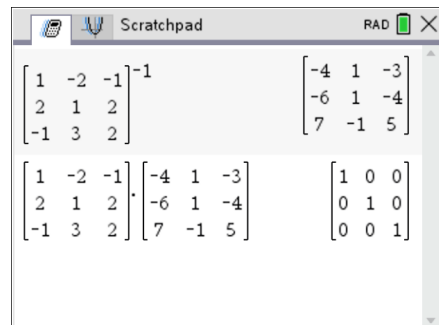 Scratchpad RAD
[1 -2 -1; 2 1 2; -1 3 2]^-1 [-4 1 -3; -6 1 -4; 7 -1 5]
[1 -2 -1; 2 1 2; -1 3 2]·[-4 1 -3; -6 1 -4; 7 -1 5] [1 0 0; 0 1 0; 0 0 1]